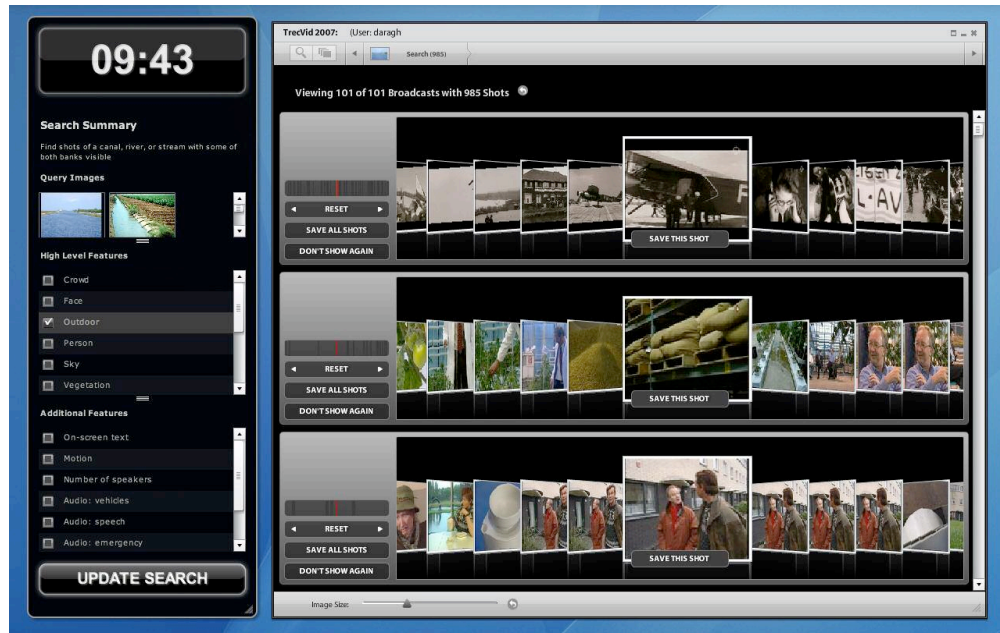 09:43
Search Summary
Find shots of a canal, river, or stream with some of
both banks visible
Query Images
High Level Features
Crowd
Face
Outdoor
Person
Sky
Vegetation
Additional Features
On-screen text
Motion
Number of speakers
Audio: vehicles
Audio: speech
Audio: emergency
UPDATE SEARCH
TrecVid 2007: (User: daragh
Search (985)
Viewing 101 of 101 Broadcasts with 985 Shots
RESET
SAVE ALL SHOTS
DON'T SHOW AGAIN
L·AV
SAVE THIS SHOT
RESET
SAVE ALL SHOTS
DON'T SHOW AGAIN
SAVE THIS SHOT
RESET
SAVE ALL SHOTS
DON'T SHOW AGAIN
SAVE THIS SHOT
Image Size: